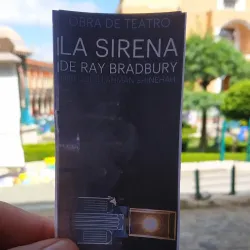 OBRA DE TEATRO
LA SIRENA
DE RAY BRADBURY